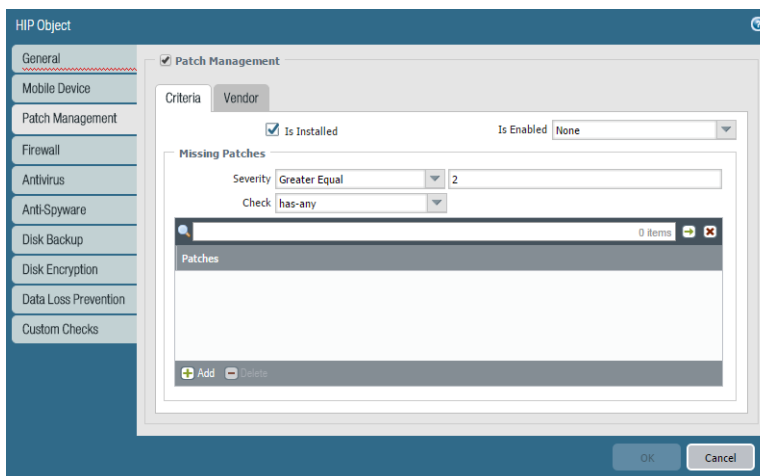 HIP Object
General
Mobile Device
Patch Management
Firewall
Antivirus
Anti-Spyware
Disk Backup
Disk Encryption
Data Loss Prevention
Custom Checks
Patch Management
Criteria Vendor
Is Installed Is Enabled None
Missing Patches
Severity Greater Equal 2
Check has-any
0 items
Patches
Add Delete
OK Cancel